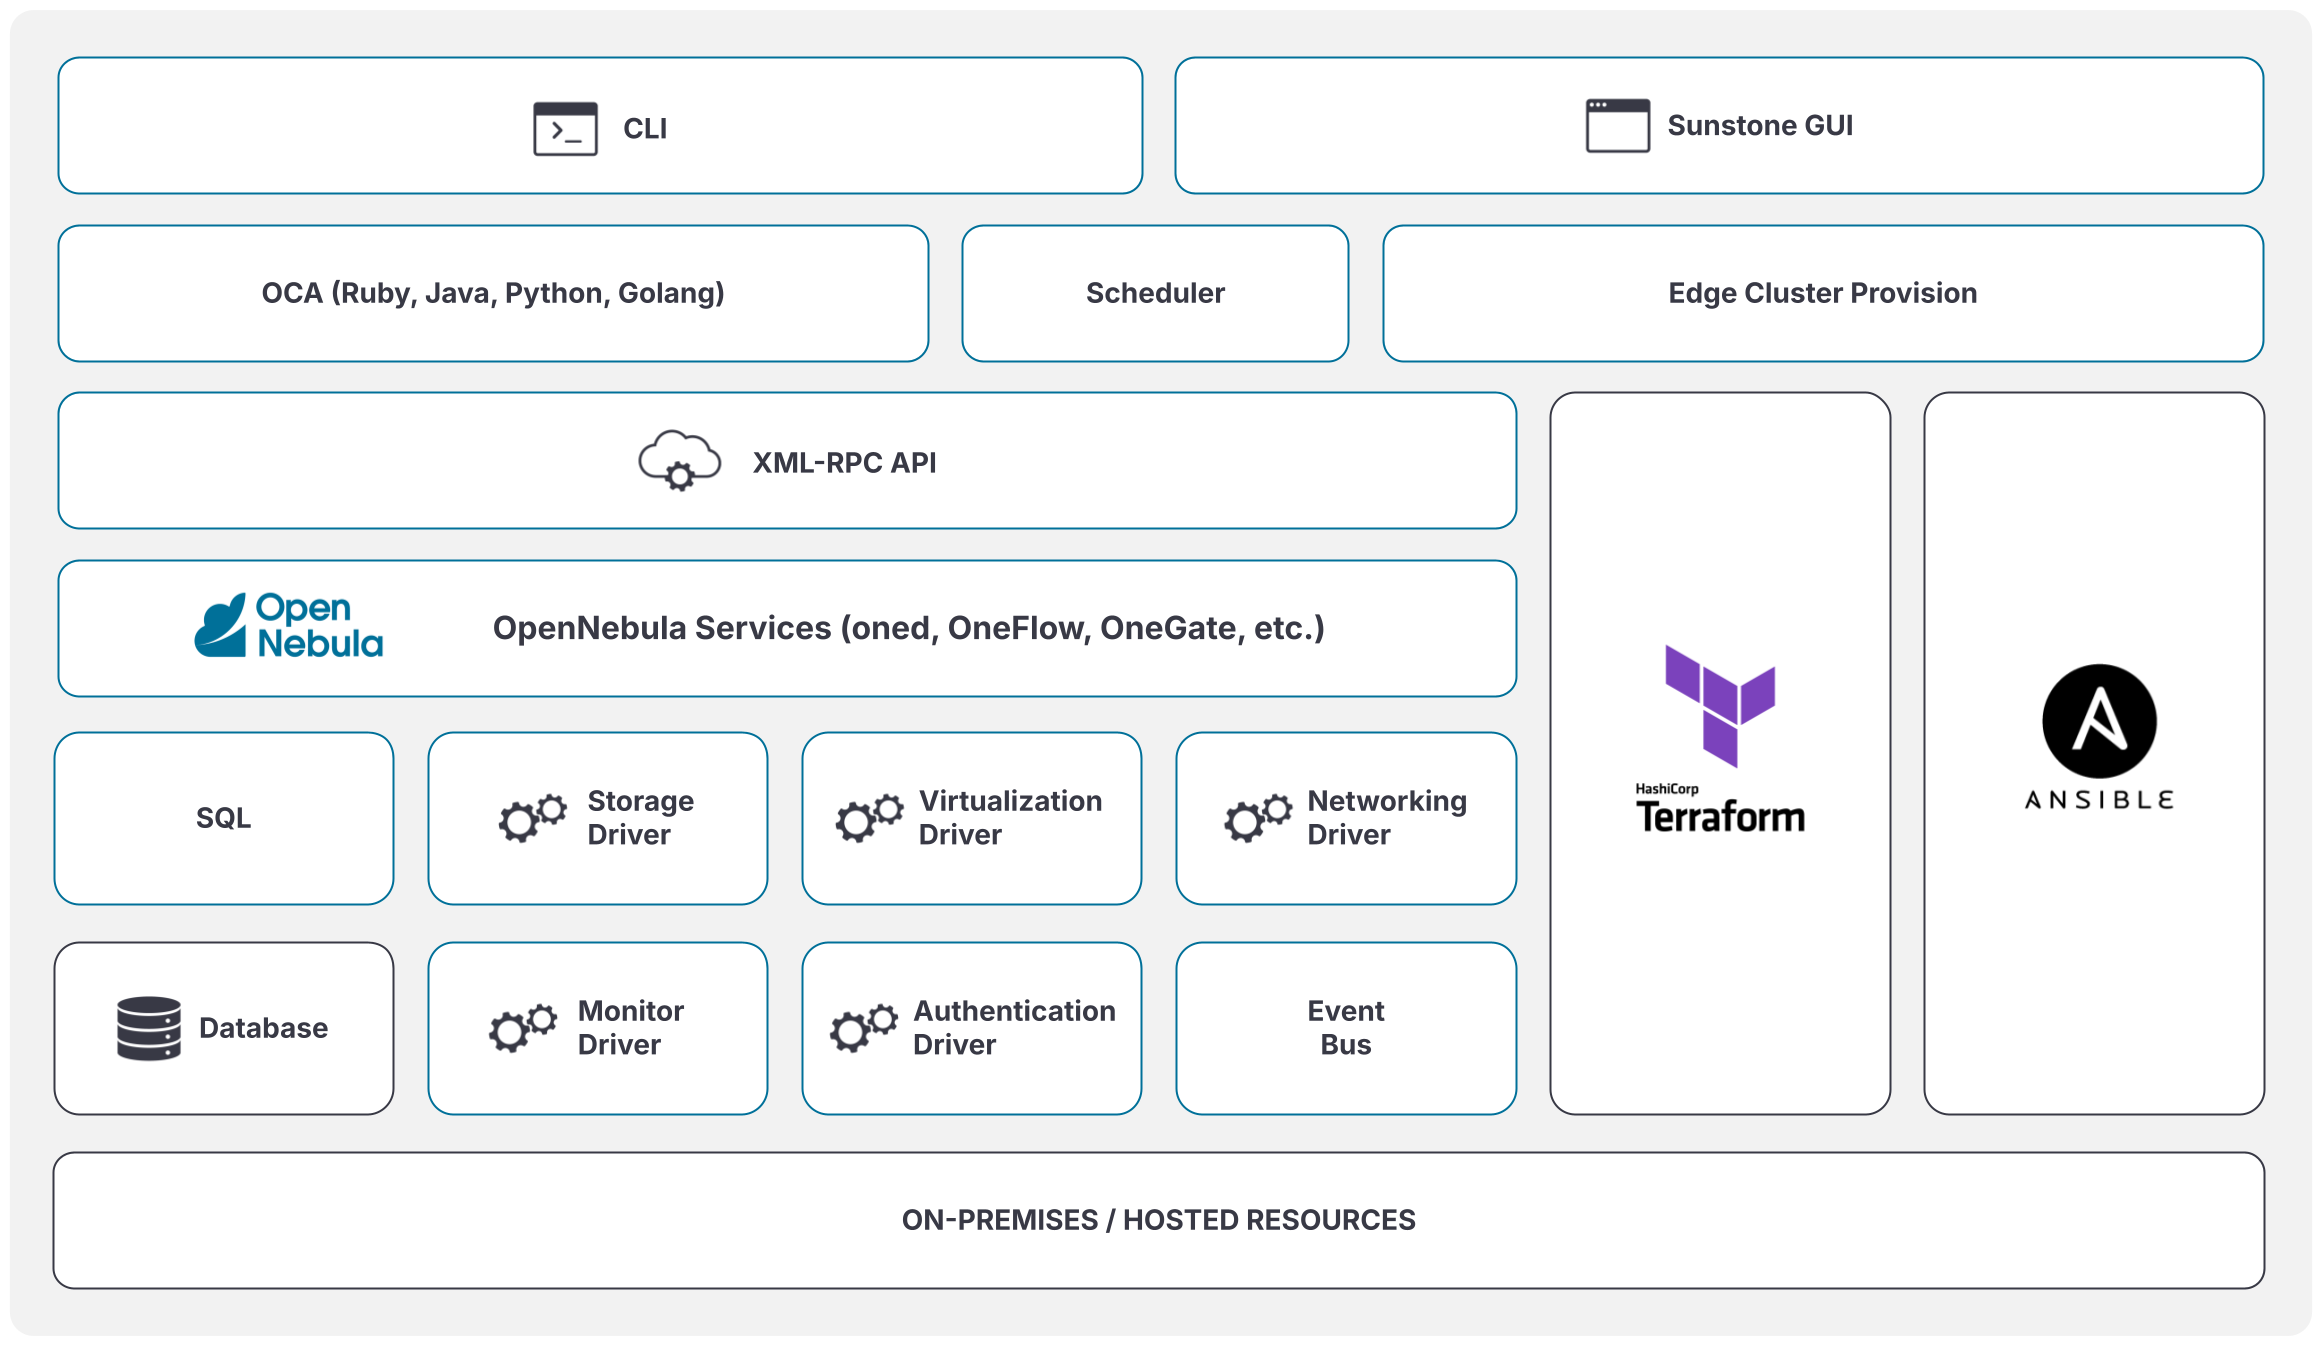 CLI
Sunstone GUI
OCA (Ruby, Java, Python, Golang)
Scheduler
Edge Cluster Provision
XML-RPC API
Open
Nebula
OpenNebula Services (oned, OneFlow, OneGate, etc.)
SQL
Storage
Driver
Virtualization
Driver
Networking
Driver
HashiCorp
Terraform
ANSIBLE
Database
Monitor
Driver
Authentication
Driver
Event
Bus
ON-PREMISES / HOSTED RESOURCES